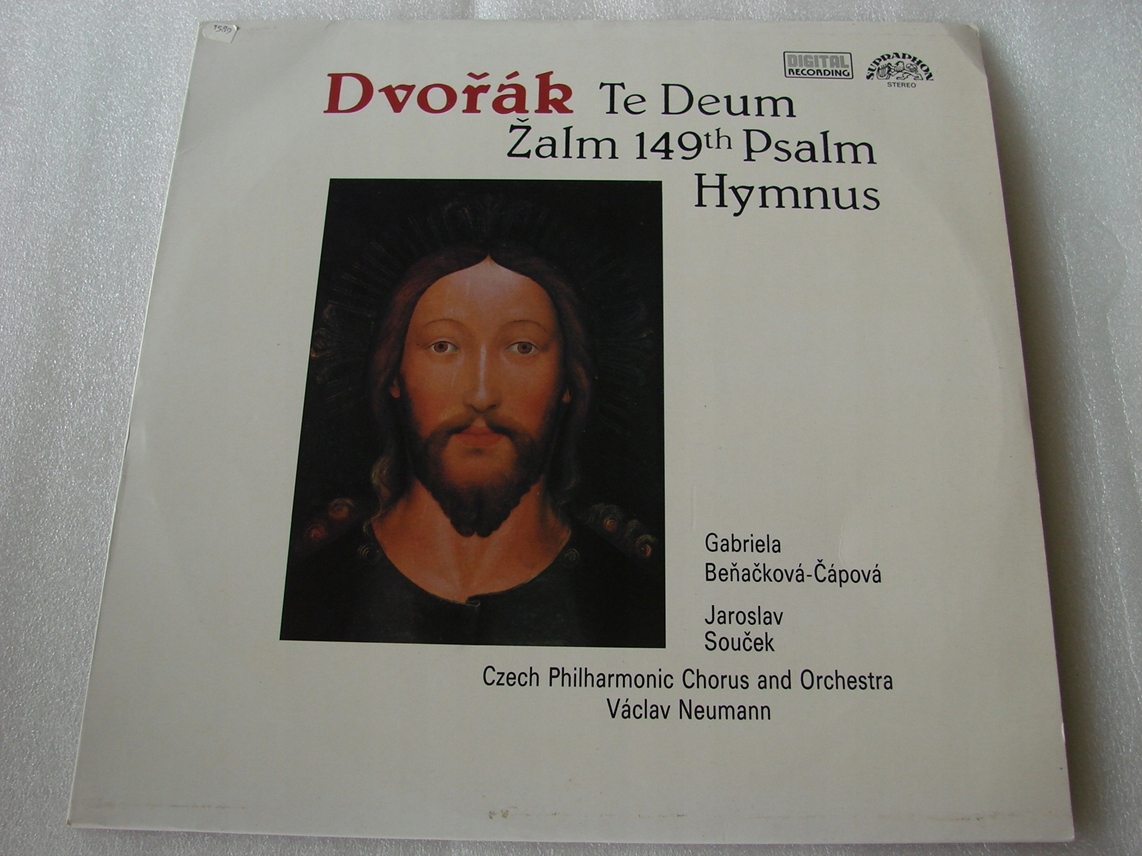 DIGITAL
RECORDING
SUPRAPHON
STEREO
Dvořák Te Deum
Žalm 149th Psalm
Hymnus
Gabriela
Beňačková-Čápová
Jaroslav
Souček
Czech Philharmonic Chorus and Orchestra
Václav Neumann